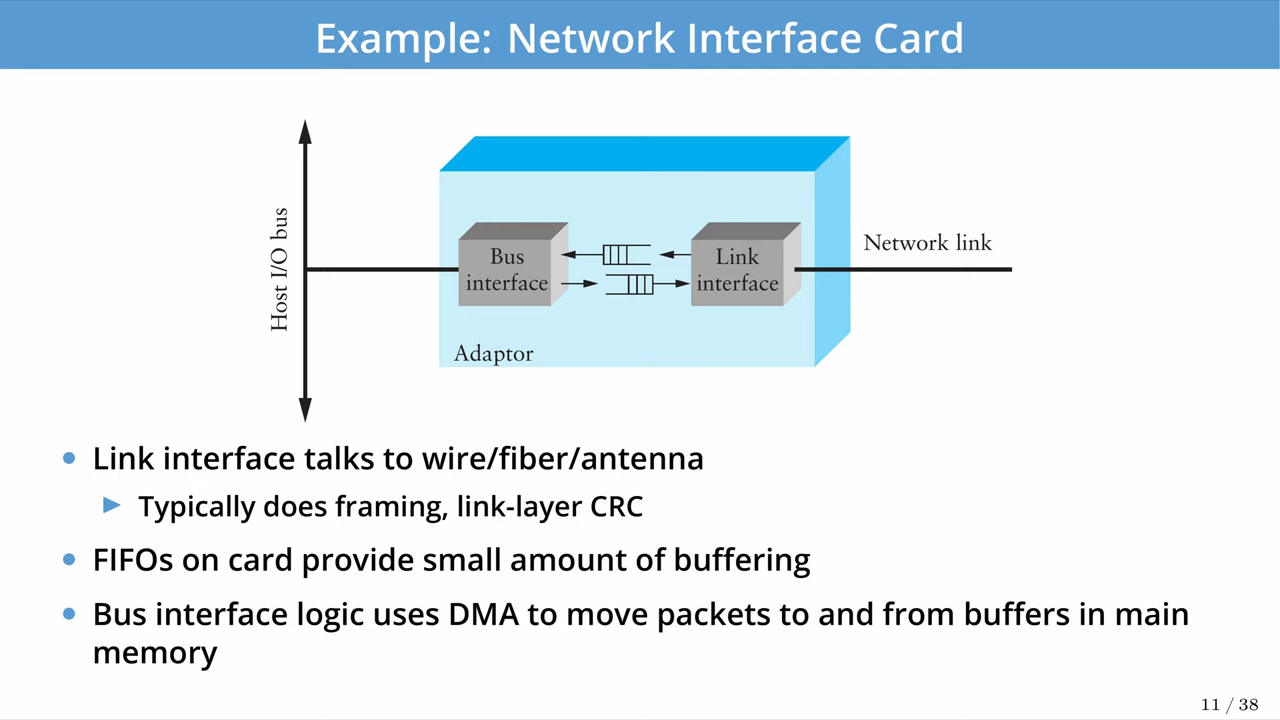 Example: Network Interface Card
Host I/O bus
Bus
interface
Link
interface
Network link
Adaptor
• Link interface talks to wire/fiber/antenna
▶ Typically does framing, link-layer CRC
• FIFOs on card provide small amount of buffering
• Bus interface logic uses DMA to move packets to and from buffers in main
memory
11 / 38